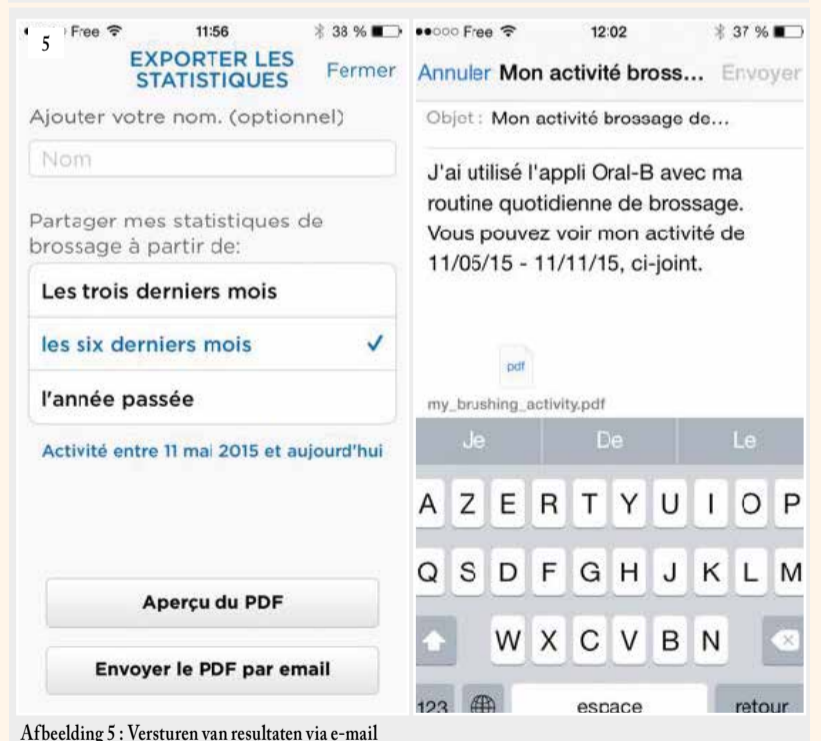 5
Free 11:56 38 %
EXPORTER LES
STATISTIQUES
Fermer
Ajouter votre nom. (optionnel)
Nom
Partager mes statistiques de
brossage à partir de:
Les trois derniers mois
les six derniers mois
l'année passée
Activité entre 11 mai 2015 et aujourd'hui
Aperçu du PDF
Envoyer le PDF par email
Free 12:02 37 %
Annuler Mon activité bross... Envoyer
Objet : Mon activité brossage de...
J'ai utilisé l'appli Oral-B avec ma
routine quotidienne de brossage.
Vous pouvez voir mon activité de
11/05/15 - 11/11/15, ci-joint.
pdf
my_brushing_activity.pdf
Je De Le
A Z E R T Y U I O P
Q S D F G H J K L M
W X C V B N
123 espace retour
Afbeelding 5 : Versturen van resultaten via e-mail